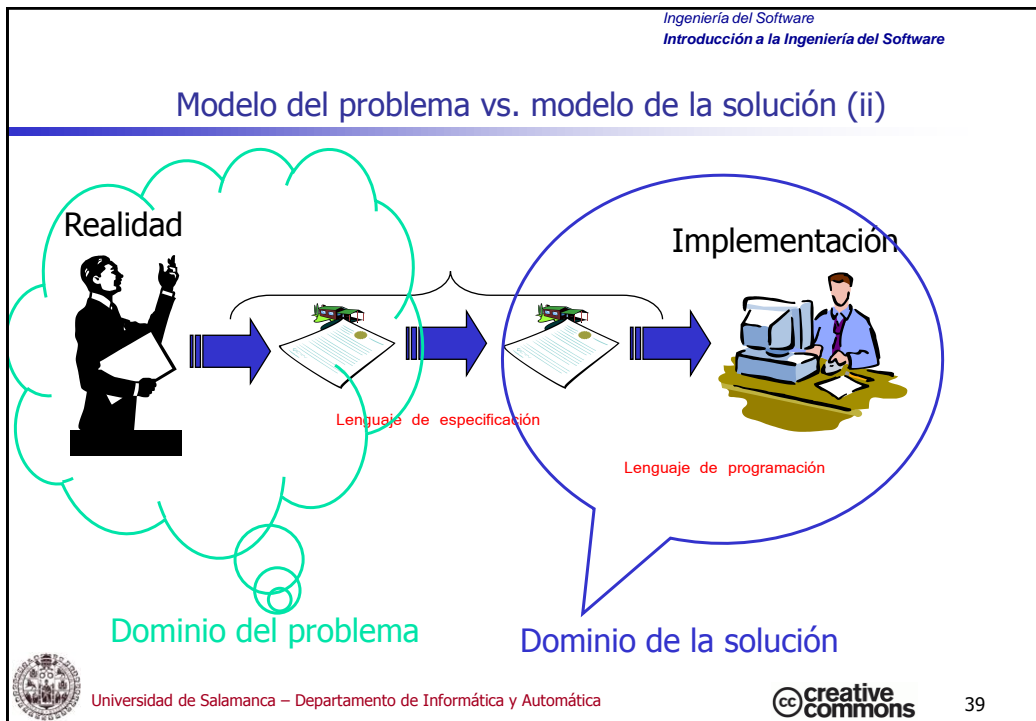 Ingeniería del Software
Introducción a la Ingeniería del Software
Modelo del problema vs. modelo de la solución (ii)
Realidad
Implementación
Lenguaje de especificación
Lenguaje de programación
Dominio del problema
Dominio de la solución
Universidad de Salamanca – Departamento de Informática y Automática
cc creative commons
39